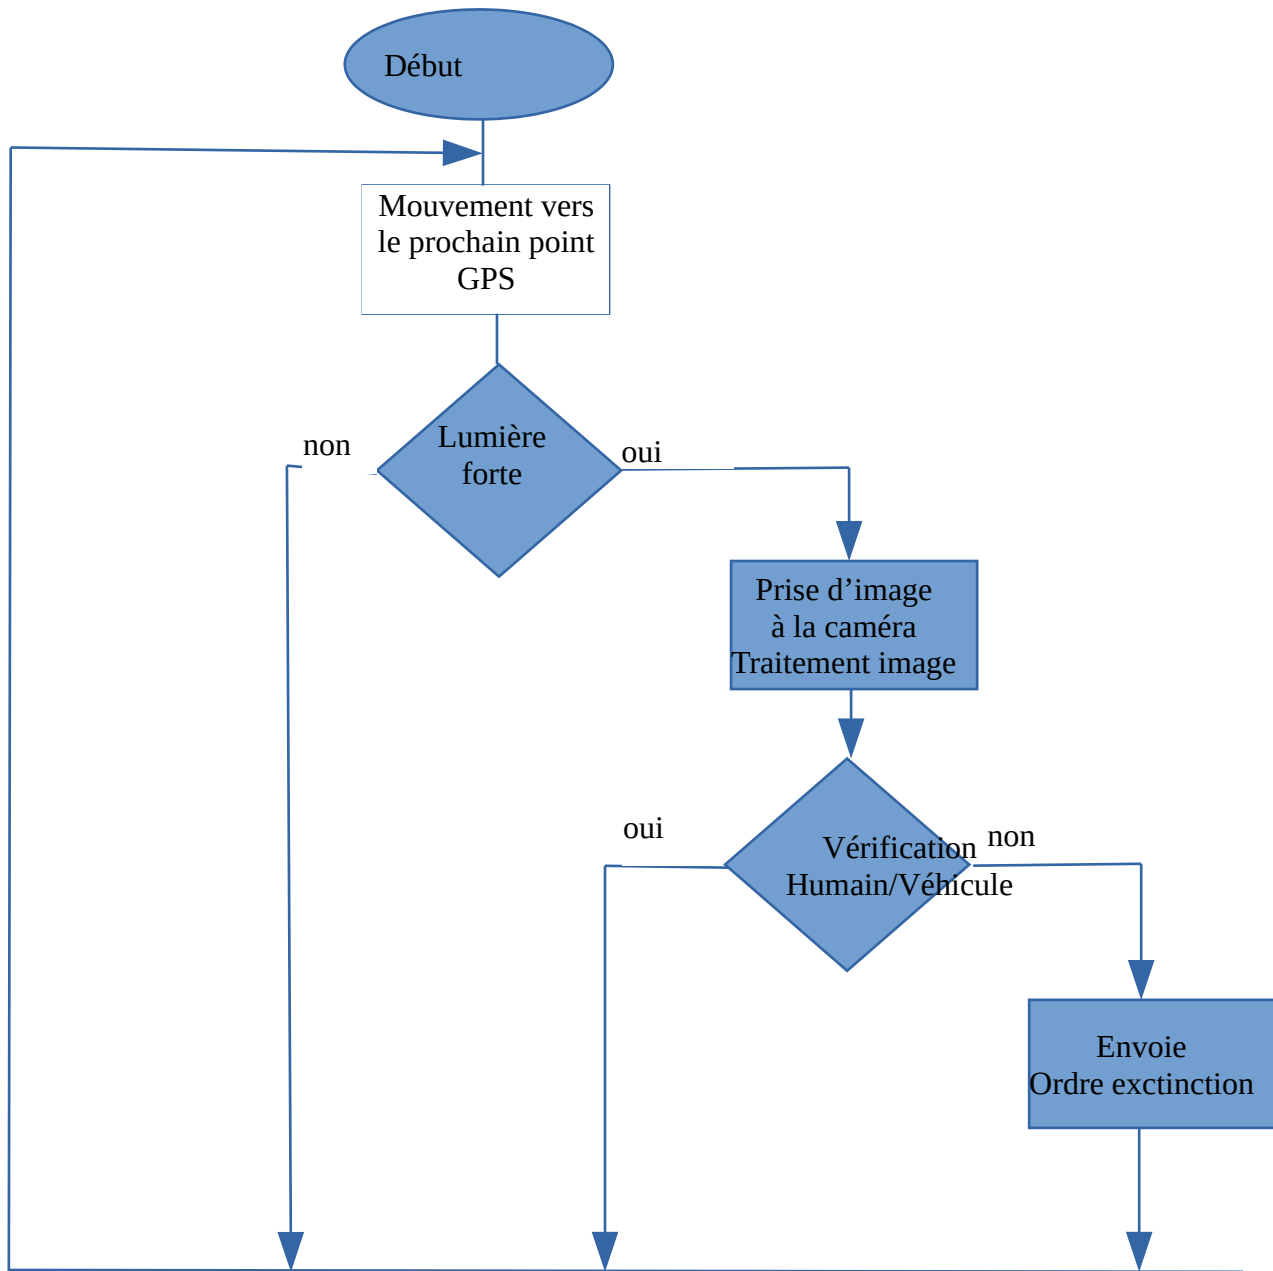 Début
Mouvement vers
le prochain point
GPS
Lumière
forte
non
oui
Prise d’image
à la caméra
Traitement image
oui
Vérification
Humain/Véhicule
non
Envoie
Ordre exctinction